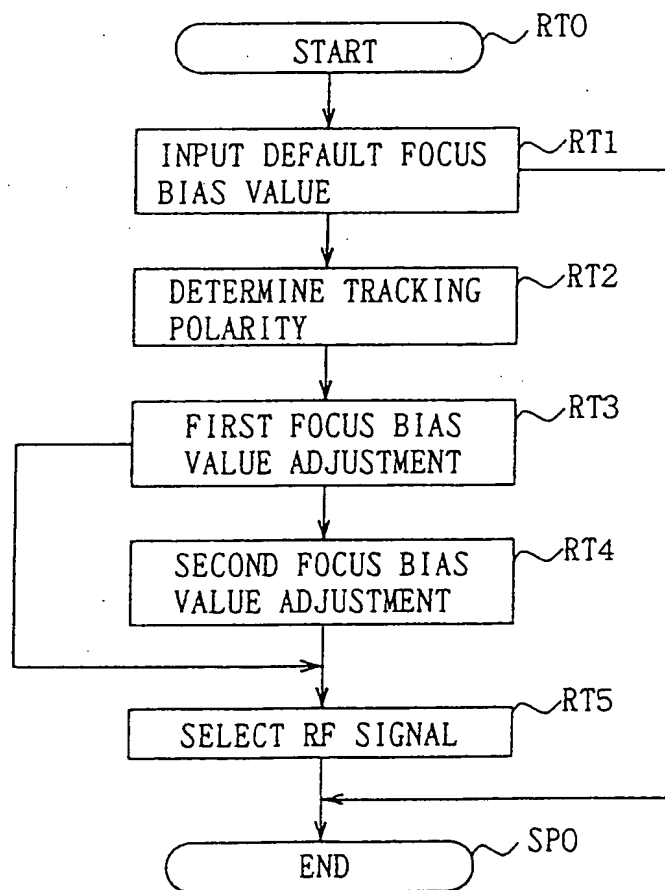 START
RT0
INPUT DEFAULT FOCUS
BIAS VALUE
RT1
DETERMINE TRACKING
POLARITY
RT2
FIRST FOCUS BIAS
VALUE ADJUSTMENT
RT3
SECOND FOCUS BIAS
VALUE ADJUSTMENT
RT4
SELECT RF SIGNAL
RT5
END
SP0